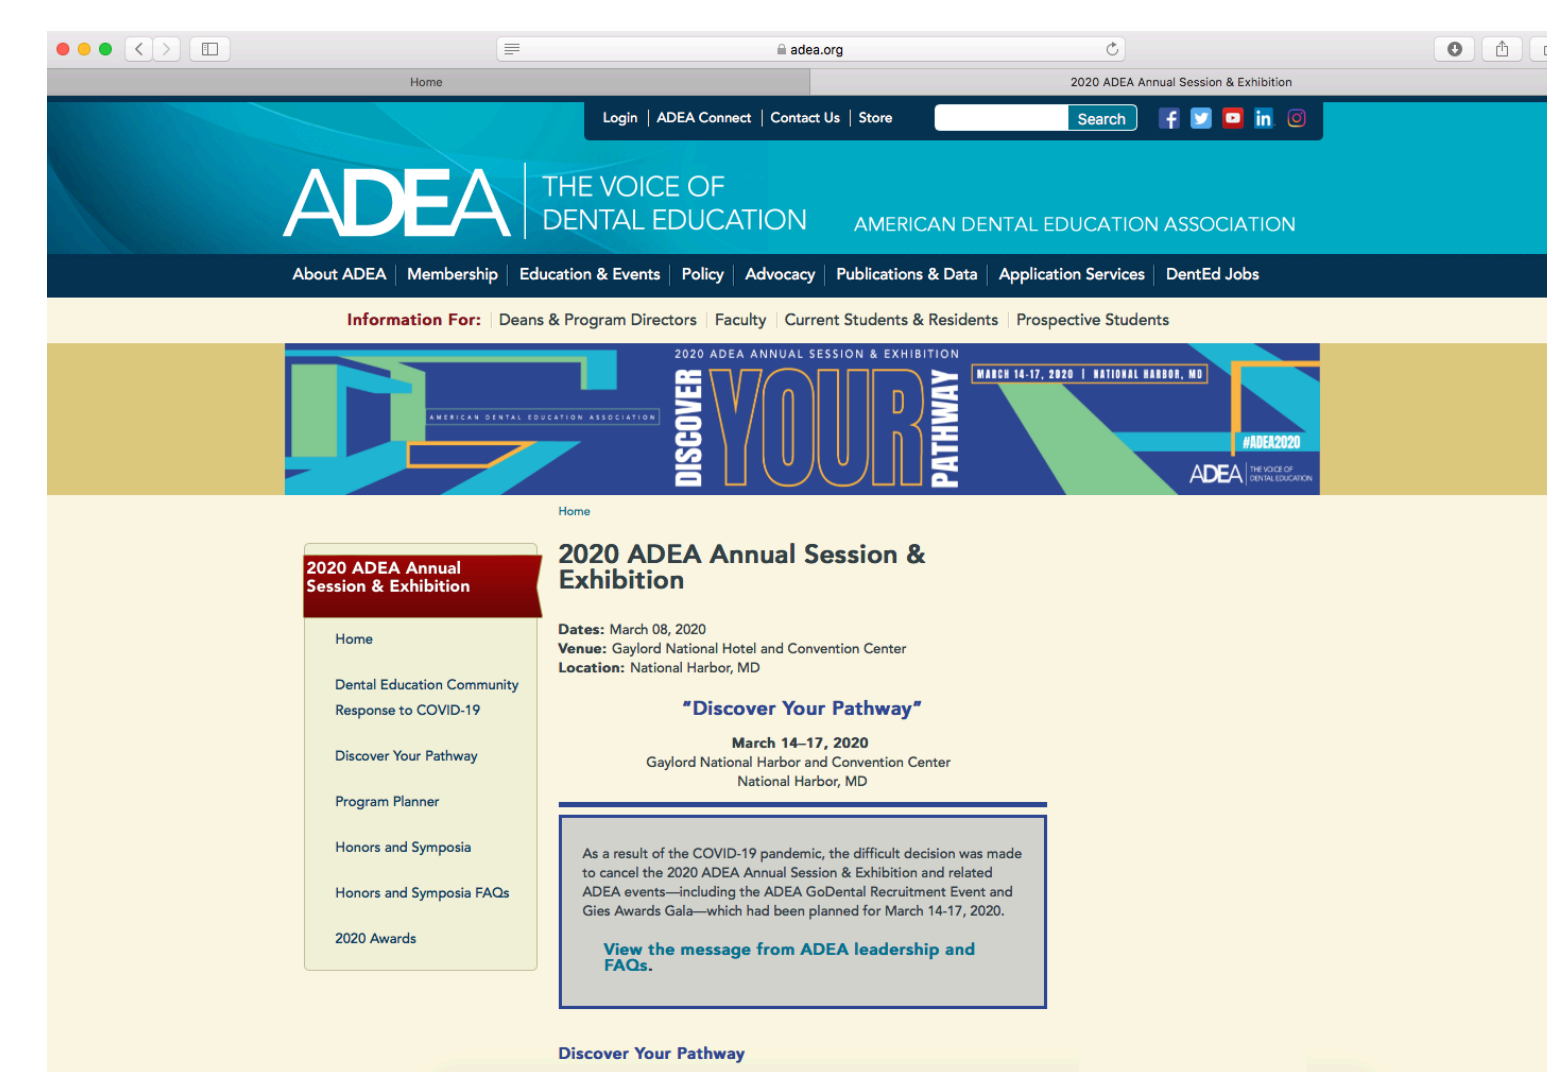 adea.org
Home
2020 ADEA Annual Session & Exhibition
Login | ADEA Connect | Contact Us | Store
Search
ADEA
THE VOICE OF
DENTAL EDUCATION
AMERICAN DENTAL EDUCATION ASSOCIATION
About ADEA | Membership | Education & Events | Policy | Advocacy | Publications & Data | Application Services | DentEd Jobs
Information For: | Deans & Program Directors | Faculty | Current Students & Residents | Prospective Students
AMERICAN DENTAL EDUCATION ASSOCIATION
2020 ADEA ANNUAL SESSION & EXHIBITION
DISCOVER
YOUR
PATHWAY
MARCH 14-17, 2020 | NATIONAL HARBOR, MD
#ADEA2020
ADEA
THE VOICE OF
DENTAL EDUCATION
2020 ADEA Annual
Session & Exhibition
Home
Dental Education Community
Response to COVID-19
Discover Your Pathway
Program Planner
Honors and Symposia
Honors and Symposia FAQs
2020 Awards
Home
2020 ADEA Annual Session &
Exhibition
Dates: March 08, 2020
Venue: Gaylord National Hotel and Convention Center
Location: National Harbor, MD
"Discover Your Pathway"
March 14–17, 2020
Gaylord National Harbor and Convention Center
National Harbor, MD
As a result of the COVID-19 pandemic, the difficult decision was made
to cancel the 2020 ADEA Annual Session & Exhibition and related
ADEA events—including the ADEA GoDental Recruitment Event and
Gies Awards Gala—which had been planned for March 14-17, 2020.
View the message from ADEA leadership and
FAQs.
Discover Your Pathway